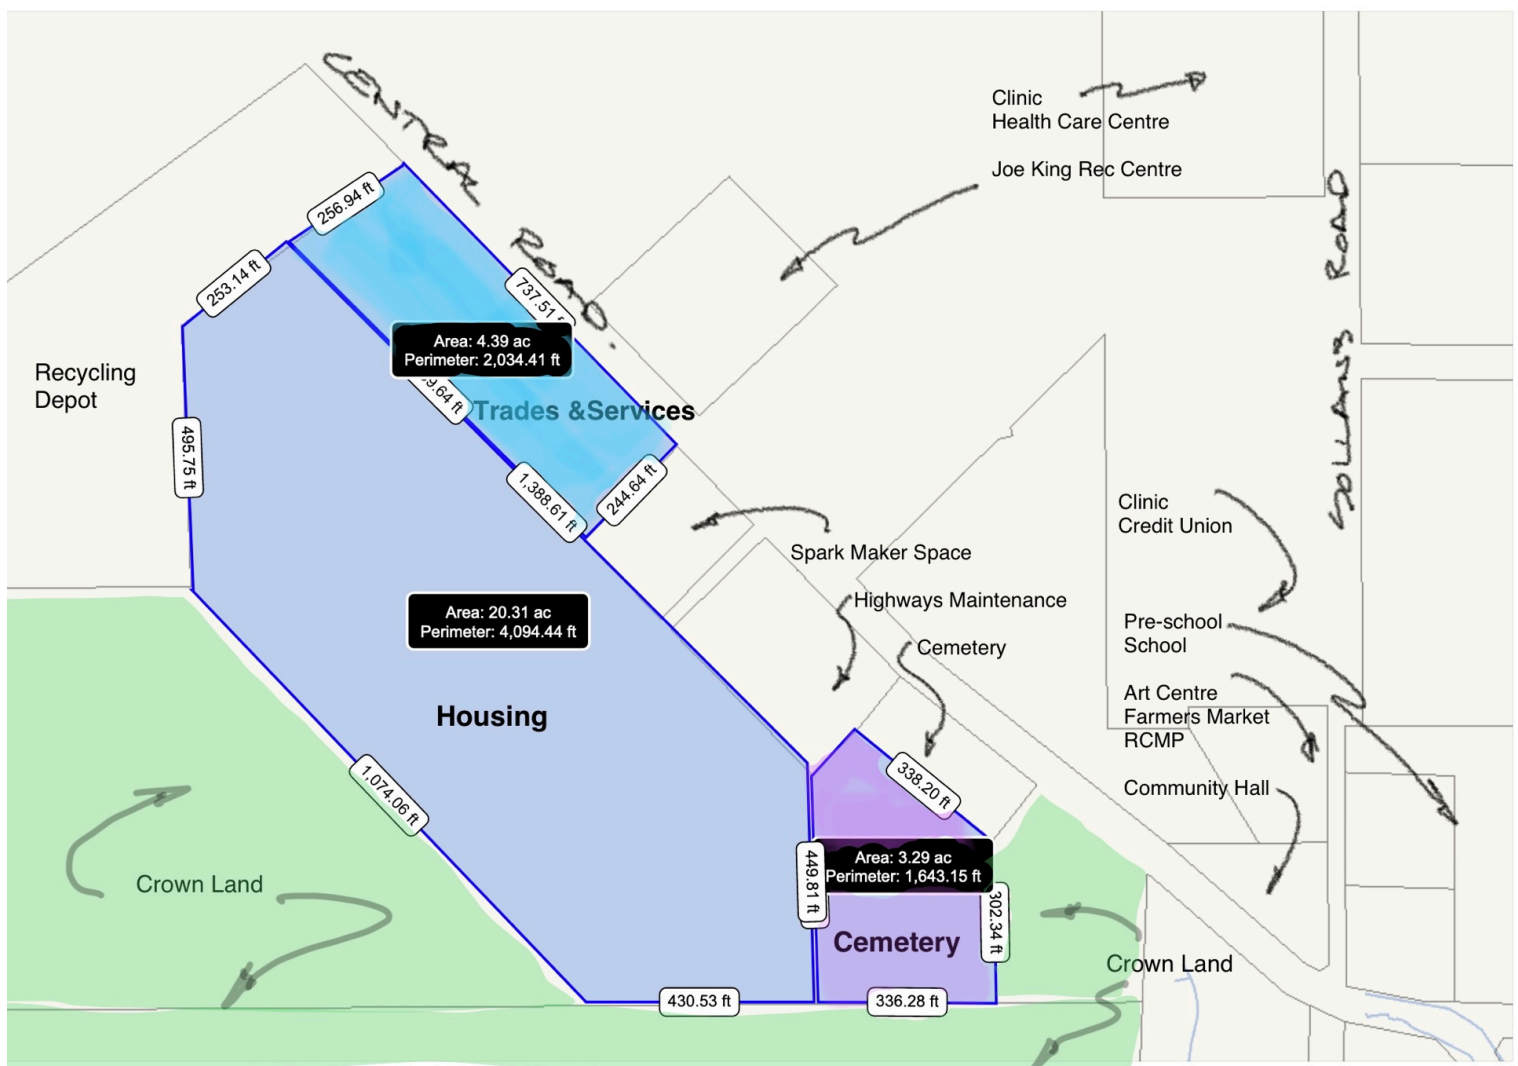 CENTRAL
ROAD.
Clinic
Health Care Centre
Joe King Rec Centre
ROAD
SOLLANS
256.94 ft
253.14 ft
737.51
Area: 4.39 ac
Perimeter: 2,034.41 ft
9.64 ft
Trades &Services
Recycling
Depot
495.75 ft
1,388.61 ft
244.64 ft
Clinic
Credit Union
Spark Maker Space
Highways Maintenance
Cemetery
Area: 20.31 ac
Perimeter: 4,094.44 ft
Pre-school
School
Art Centre
Farmers Market
RCMP
Community Hall
Housing
1,074.06 ft
338.20 ft
449.81 ft
Area: 3.29 ac
Perimeter: 1,643.15 ft
302.34 ft
Crown Land
Cemetery
Crown Land
430.53 ft
336.28 ft